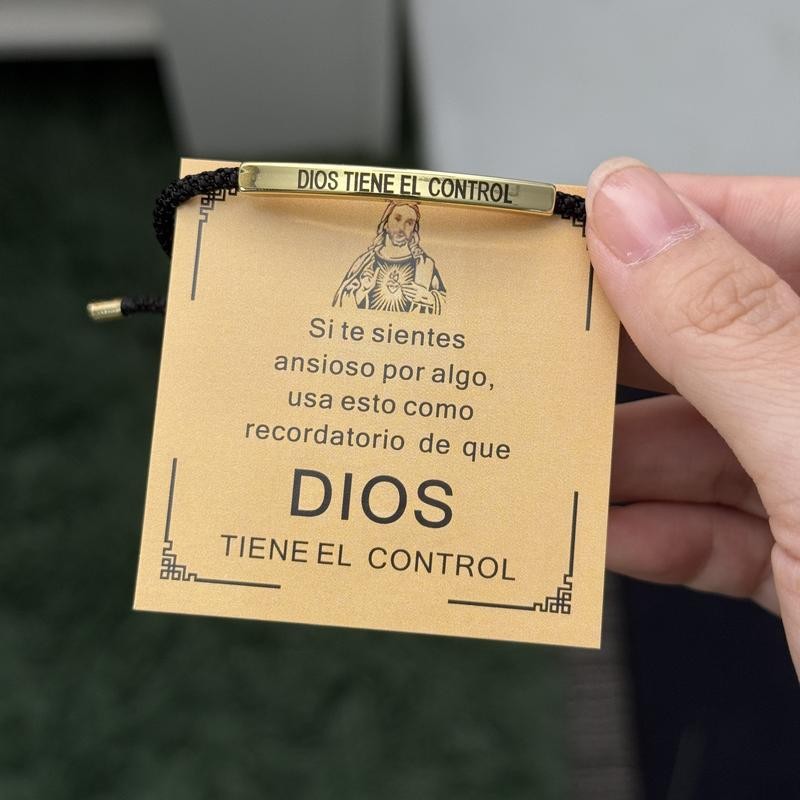 DIOS TIENE EL CONTROL
Si te sientes
ansioso por algo,
usa esto como
recordatorio de que
DIOS
TIENE EL CONTROL